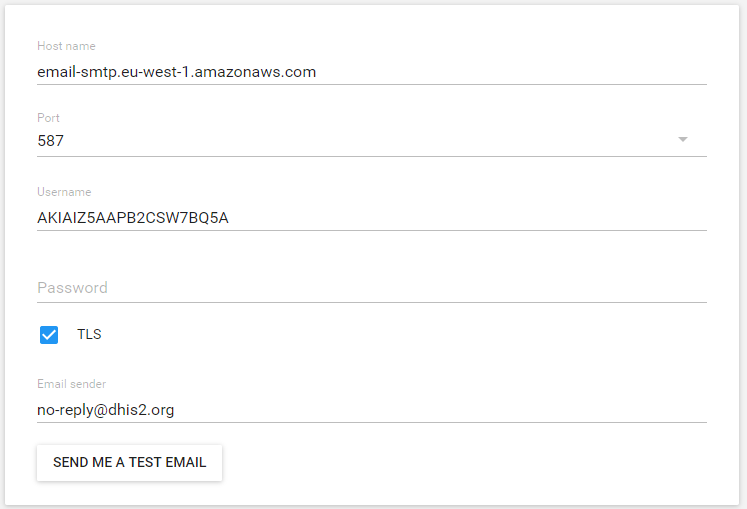 Host name
email-smtp.eu-west-1.amazonaws.com
Port
587
Username
AKIAIZ5AAPB2CSW7BQ5A
Password
TLS
Email sender
no-reply@dhis2.org
SEND ME A TEST EMAIL